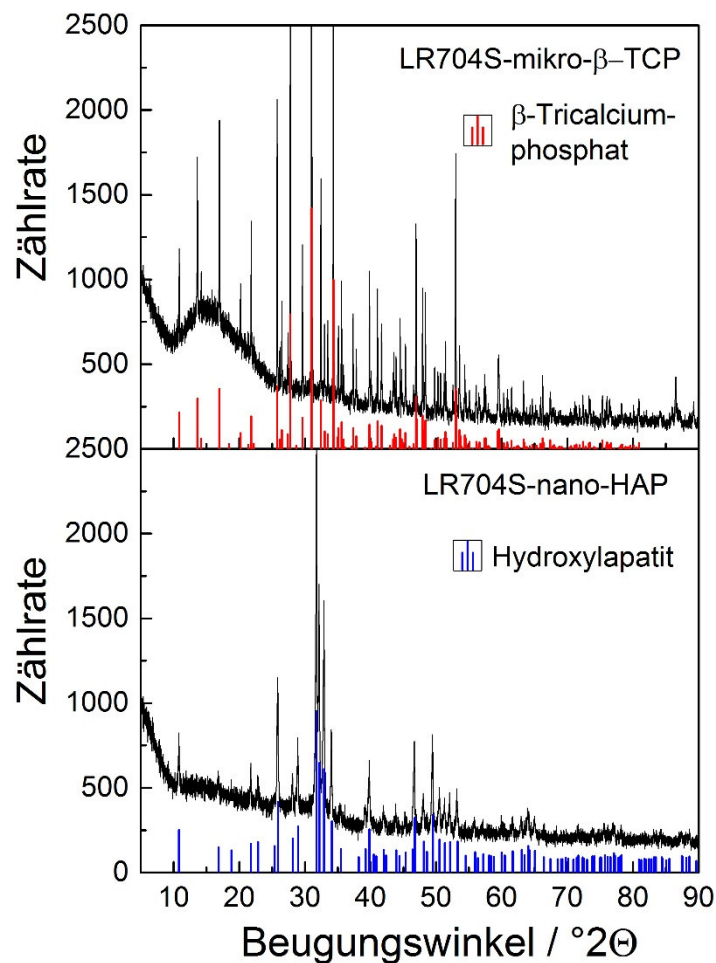 LR704S-mikro-β–TCP
β-Tricalcium-
phosphat
Zählrate
2500
2000
1500
1000
500
2500
LR704S-nano-HAP
Hydroxylapatit
Zählrate
2000
1500
1000
500
0
10 20 30 40 50 60 70 80 90
Beugungswinkel / °2Θ